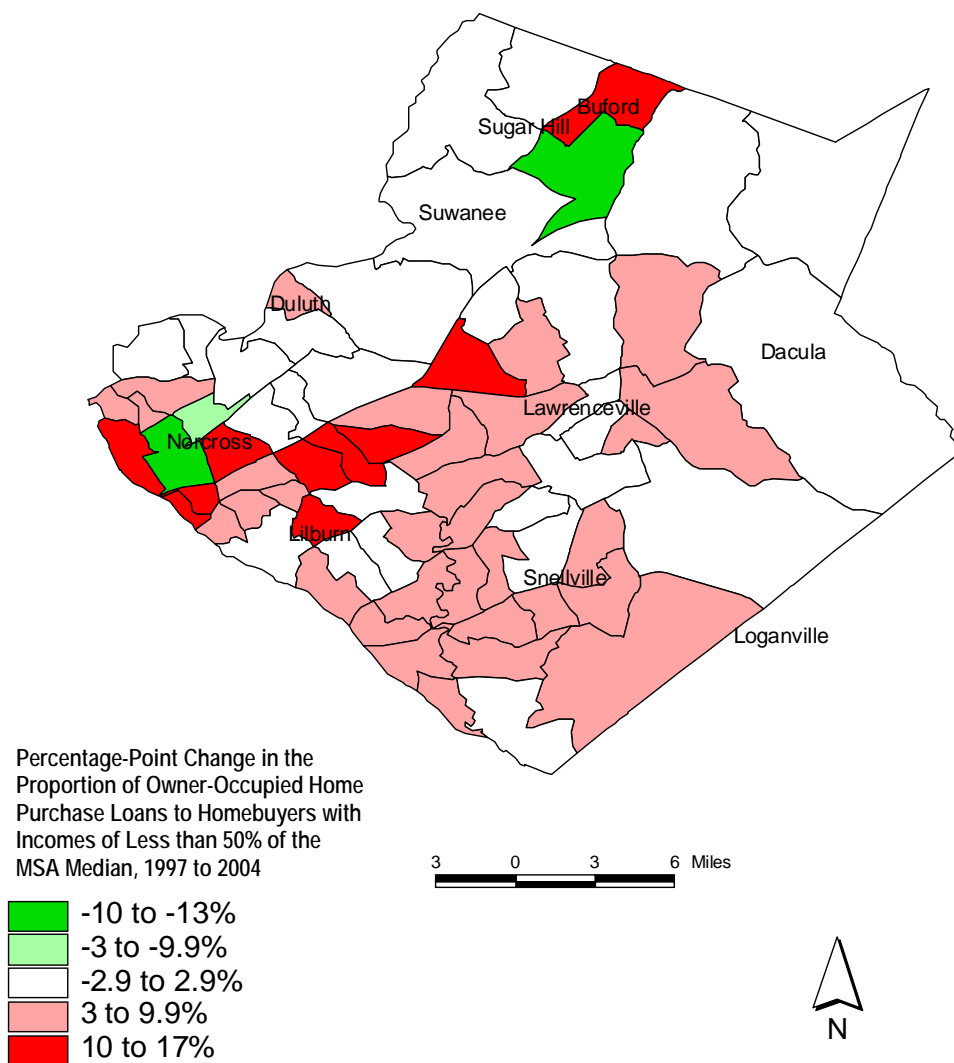 Buford
Sugar Hill
Suwanee
Duluth
Dacula
Lawrenceville
Norcross
Lilburn
Snellville
Loganville
Percentage-Point Change in the
Proportion of Owner-Occupied Home
Purchase Loans to Homebuyers with
Incomes of Less than 50% of the
MSA Median, 1997 to 2004
3 0 3 6 Miles
-10 to -13%
-3 to -9.9%
-2.9 to 2.9%
3 to 9.9%
10 to 17%
N